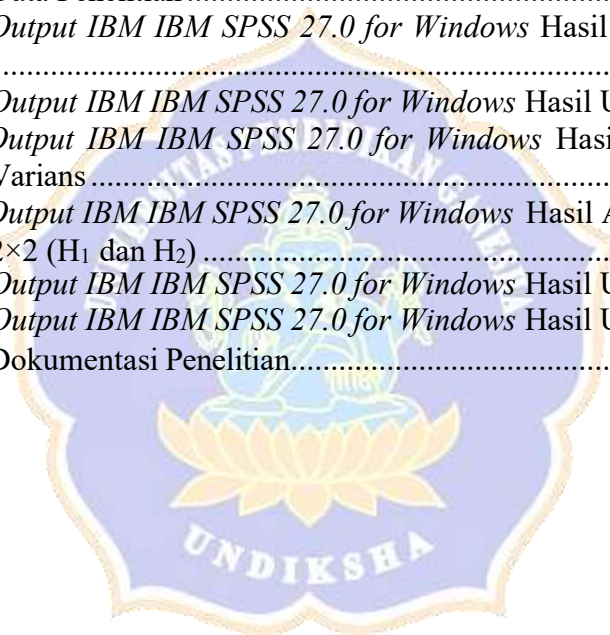 Output IBM IBM SPSS 27.0 for Windows Hasil
........................................................................
Output IBM IBM SPSS 27.0 for Windows Hasil U
Output IBM IBM SPSS 27.0 for Windows Hasi
Varians ............................................................
Output IBM IBM SPSS 27.0 for Windows Hasil A
2×2 (H₁ dan H₂) ................................................
Output IBM IBM SPSS 27.0 for Windows Hasil U
Output IBM IBM SPSS 27.0 for Windows Hasil U
Dokumentasi Penelitian.....................................
UNIVERSITAS PENDIDIKAN GANESHA
UNDIKSHA